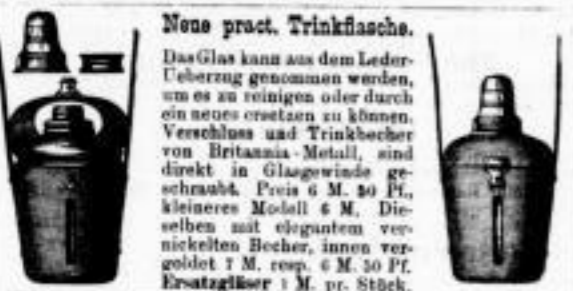 Neue pract. Trinkflasche.
Das Glas kann aus dem Leder-
Ueberzug genommen werden,
um es zu reinigen oder durch
ein neues ersetzen zu können.
Verschluss und Trinkbecher
von Britannia-Metall, sind
direkt in Glasgewinde ge-
schraubt. Preis 6 M. 50 Pf.,
kleineres Modell 6 M. Die-
selben mit elegantem ver-
nickelten Becher, innen ver-
goldet 7 M. resp. 6 M. 50 Pf.
Ersatzgläser 1 M. pr. Stück.